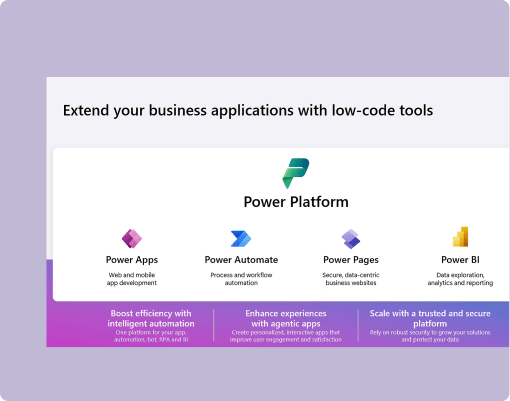 Extend your business applications with low-code tools
Power Platform
Power Apps
Web and mobile
app development
Power Automate
Process and workflow
automation
Power Pages
Secure, data-centric
business websites
Power BI
Data exploration,
analytics and reporting
Boost efficiency with
intelligent automation
One platform for your app,
automation, bot, RPA and BI
Enhance experiences
with agentic apps
Create personalized, interactive apps that
improve user engagement and satisfaction
Scale with a trusted and secure
platform
Rely on robust security to grow your solutions
and protect your data